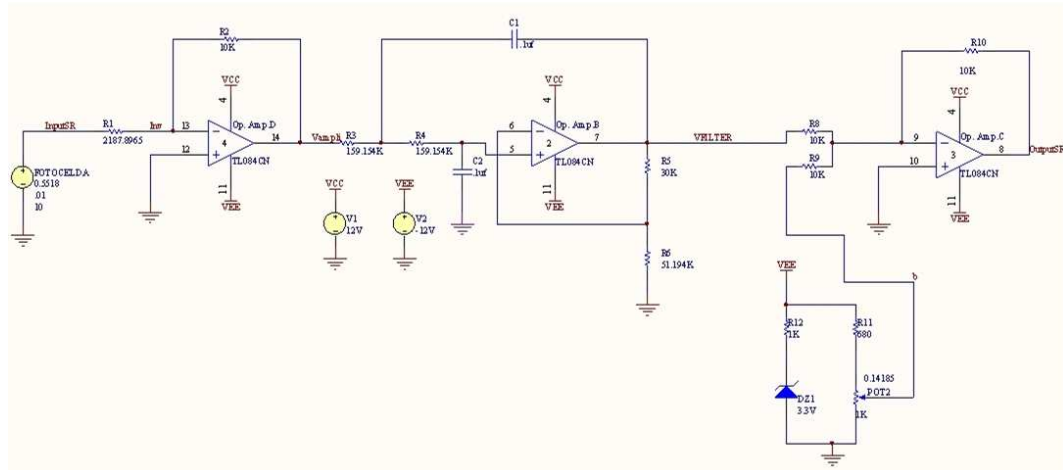 R2
10K
VCC
4
InputSR
R1
2187.8965
Inv
13
12
Op. Amp.D
4
14
TL084CN
11
VEE
FOTOCELDA
0.5518
.01
10
R3
159.154K
R4
159.154K
C1
.1uf
C2
.1uf
VCC
4
6
5
Op. Amp.B
2
7
TL084CN
11
VEE
VCC
V1
12V
VEE
V2
-12V
R5
30K
R6
51.194K
VFILTER
R8
10K
R9
10K
R10
10K
VCC
4
9
10
Op. Amp.C
3
8
OutputSR
TL084CN
11
VEE
b
VEE
R12
1K
R11
680
DZ1
3.3V
0.14185
POT2
1K